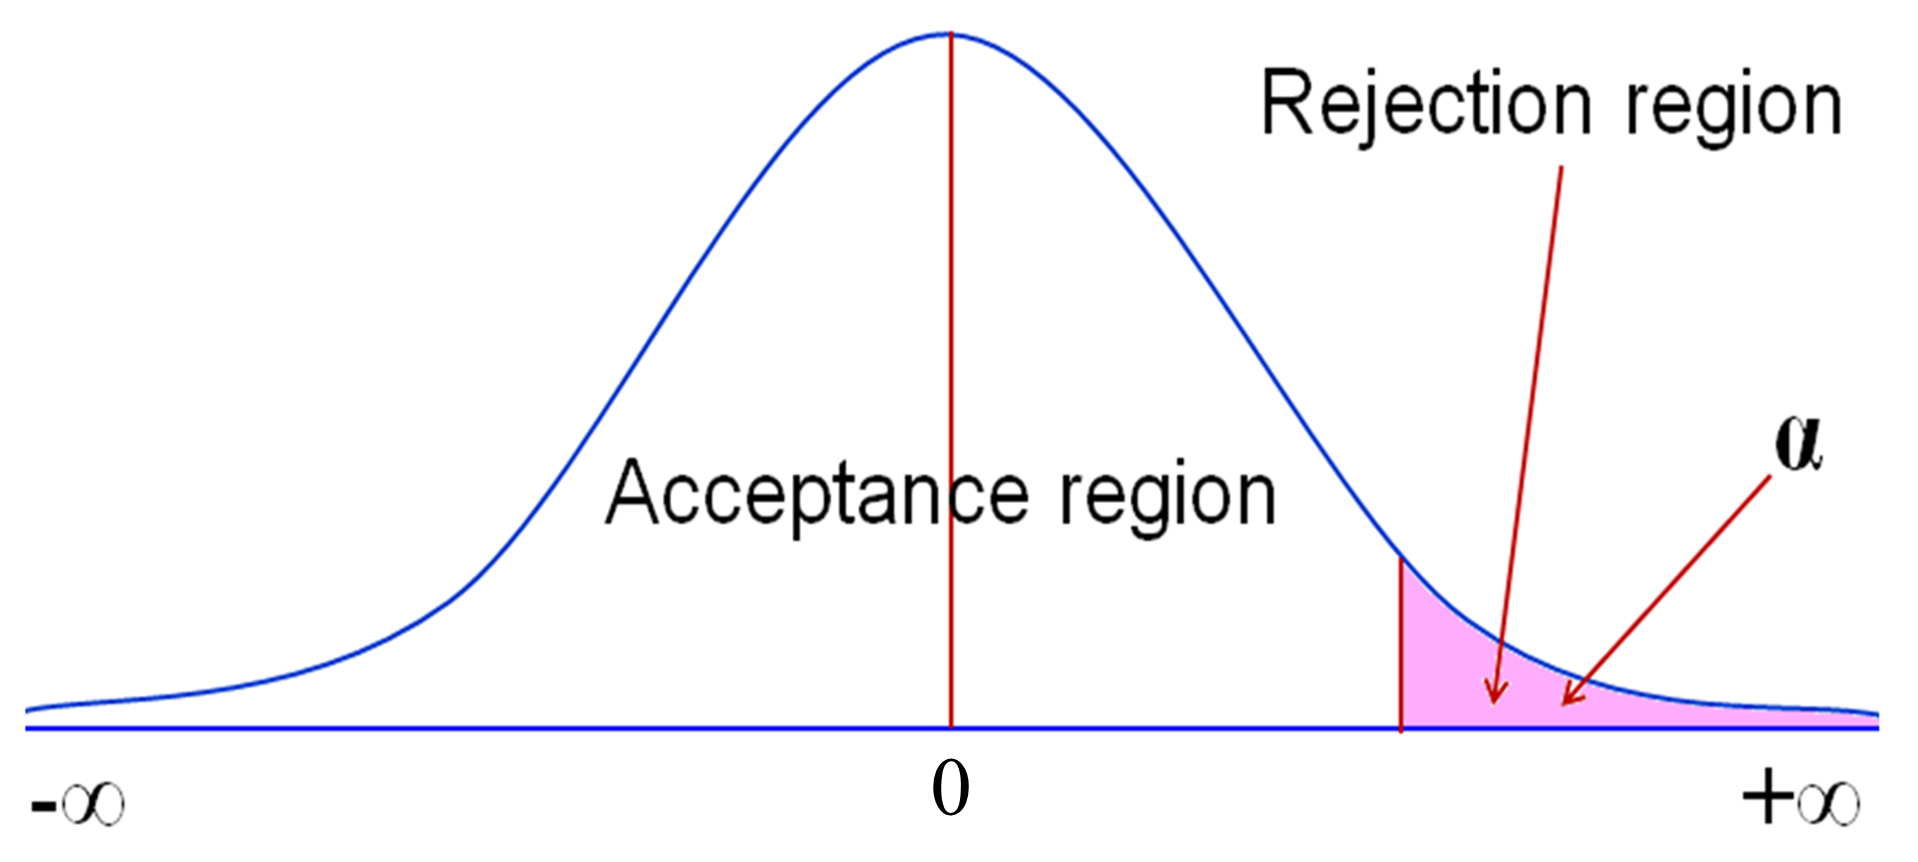 Rejection region
α
Acceptance region
-∞
0
+∞